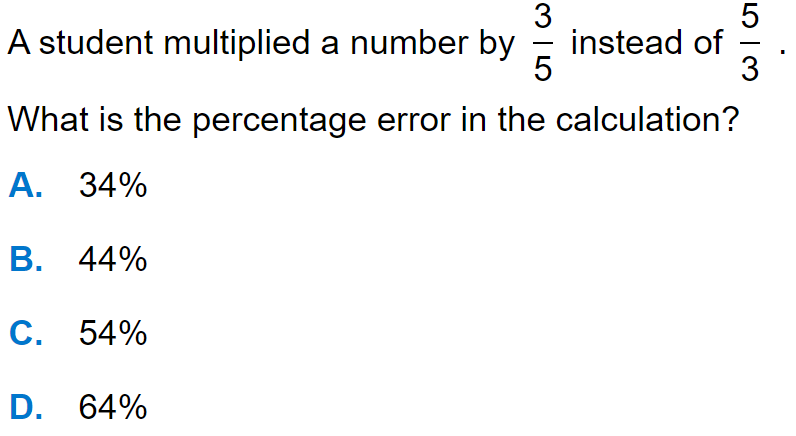 A student multiplied a number by 3/5 instead of 5/3 .
What is the percentage error in the calculation?
A. 34%
B. 44%
C. 54%
D. 64%